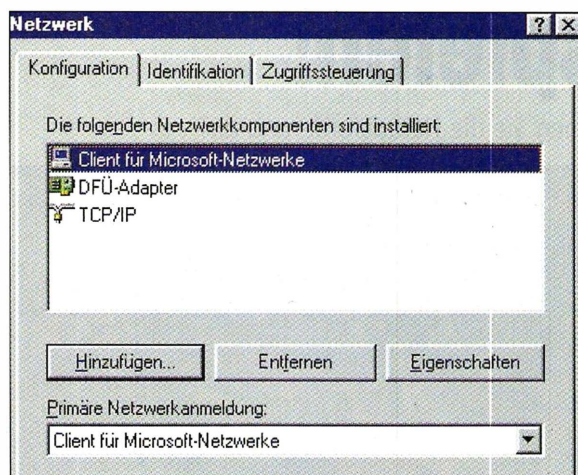 Netzwerk
Konfiguration Identifikation Zugriffssteuerung
Die folgenden Netzwerkkomponenten sind installiert:
Client für Microsoft-Netzwerke
DFÜ-Adapter
TCP/IP
Hinzufügen... Entfernen Eigenschaften
Primäre Netzwerkanmeldung:
Client für Microsoft-Netzwerke